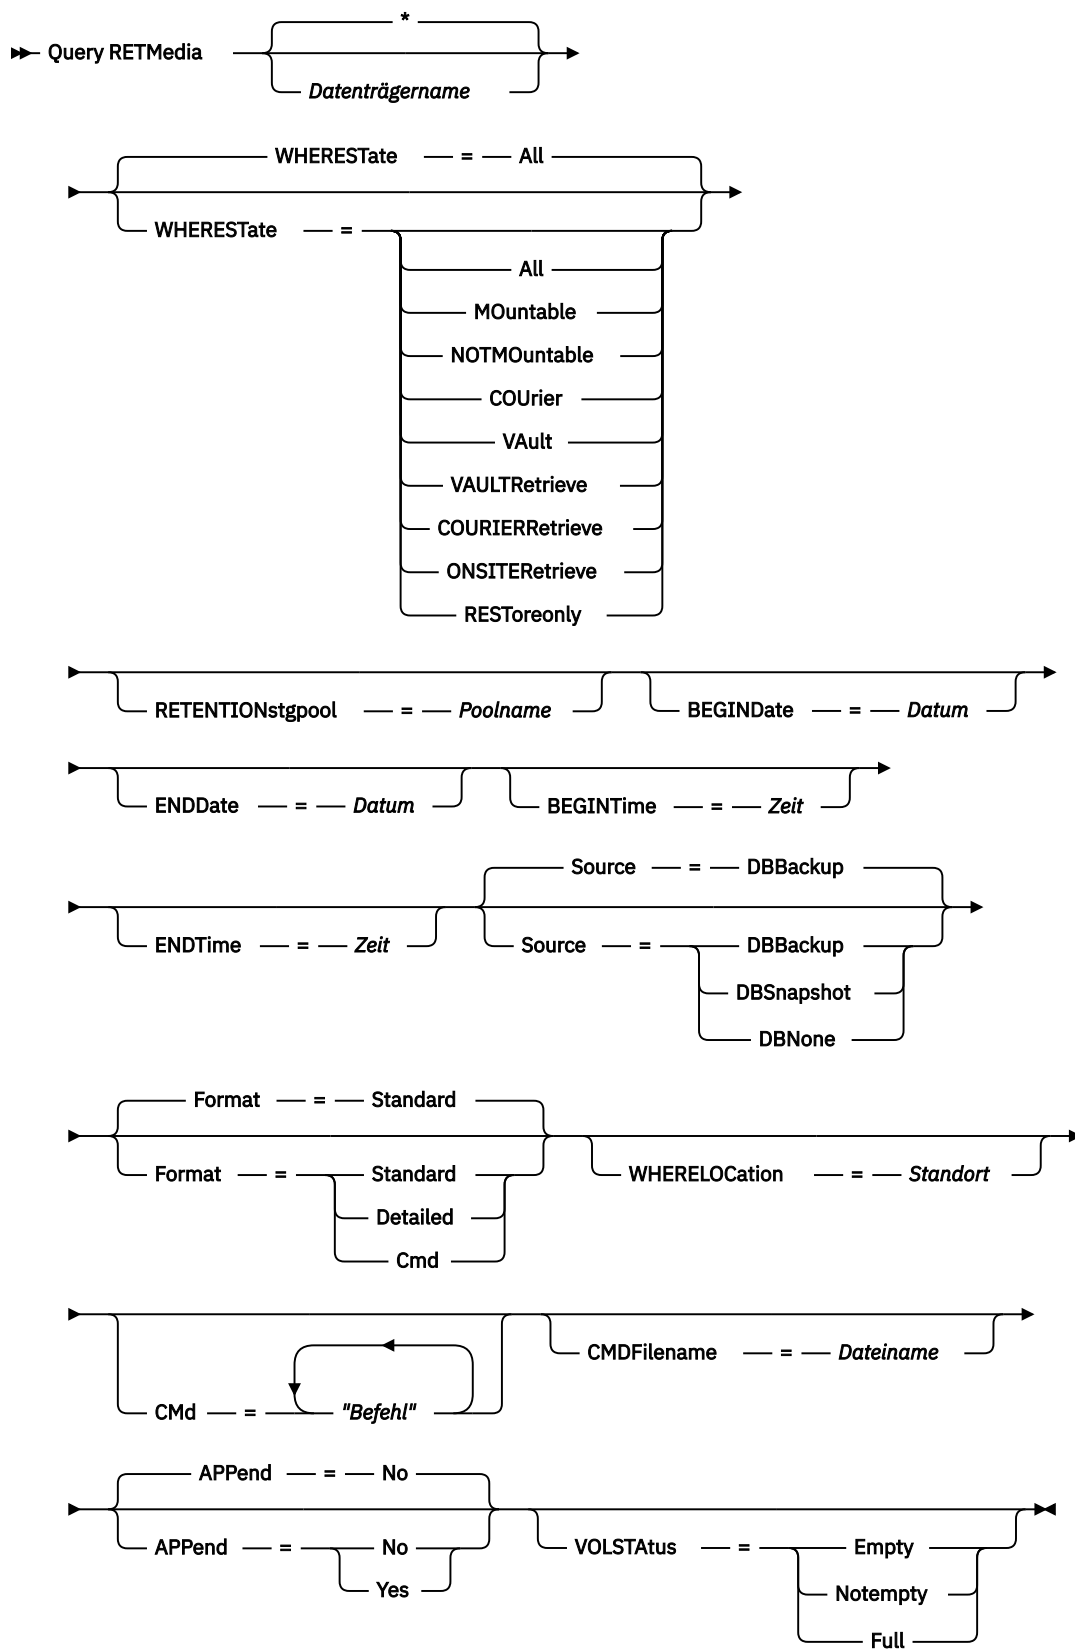 *
Query RETMedia
Datenträgername
WHERESTate = All
WHERESTate =
All
MOuntable
NOTMOuntable
COUrier
VAult
VAULTRetrieve
COURIERRetrieve
ONSITERetrieve
RESToreonly
RETENTIONstgpool = Poolname BEGINDate = Datum
ENDDate = Datum BEGINTime = Zeit
Source = DBBackup
ENDTime = Zeit Source = DBBackup
DBSnapshot
DBNone
Format = Standard
Format = Standard WHERELOCation = Standort
Detailed
Cmd
CMDFilename = Dateiname
CMd = "Befehl"
APPend = No
APPend = No VOLSTAtus = Empty
Yes Notempty
Full